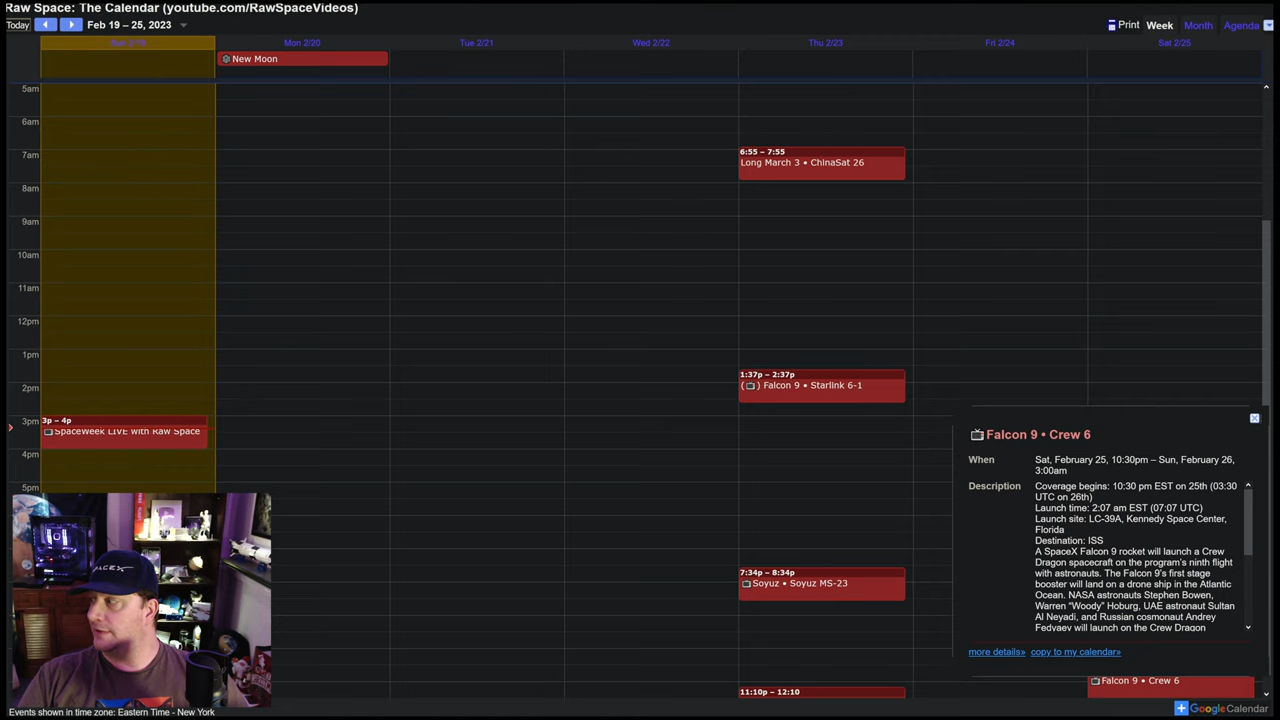 Raw Space: The Calendar (youtube.com/RawSpaceVideos)
Today
Feb 19 – 25, 2023
Print
Week
Month
Agenda
Sun 2/19
Mon 2/20
Tue 2/21
Wed 2/22
Thu 2/23
Fri 2/24
Sat 2/25
New Moon
5am
6am
7am
8am
9am
10am
11am
12pm
1pm
2pm
3pm
4pm
5pm
6:55 – 7:55
Long March 3 • ChinaSat 26
1:37p – 2:37p
(📺) Falcon 9 • Starlink 6-1
3p – 4p
📺SpaceWeek LIVE with Raw Space
7:34p – 8:34p
📺Soyuz • Soyuz MS-23
11:10p – 12:10
📺Falcon 9 • Crew 6
When
Sat, February 25, 10:30pm – Sun, February 26,
3:00am
Description
Coverage begins: 10:30 pm EST on 25th (03:30
UTC on 26th)
Launch time: 2:07 am EST (07:07 UTC)
Launch site: LC-39A, Kennedy Space Center,
Florida
Destination: ISS
A SpaceX Falcon 9 rocket will launch a Crew
Dragon spacecraft on the program's ninth flight
with astronauts. The Falcon 9's first stage
booster will land on a drone ship in the Atlantic
Ocean. NASA astronauts Stephen Bowen,
Warren “Woody” Hoburg, UAE astronaut Sultan
Al Neyadi, and Russian cosmonaut Andrey
Fedyaev will launch on the Crew Dragon
more details» copy to my calendar»
📺Falcon 9 • Crew 6
SPACEX
Events shown in time zone: Eastern Time - New York
Google Calendar